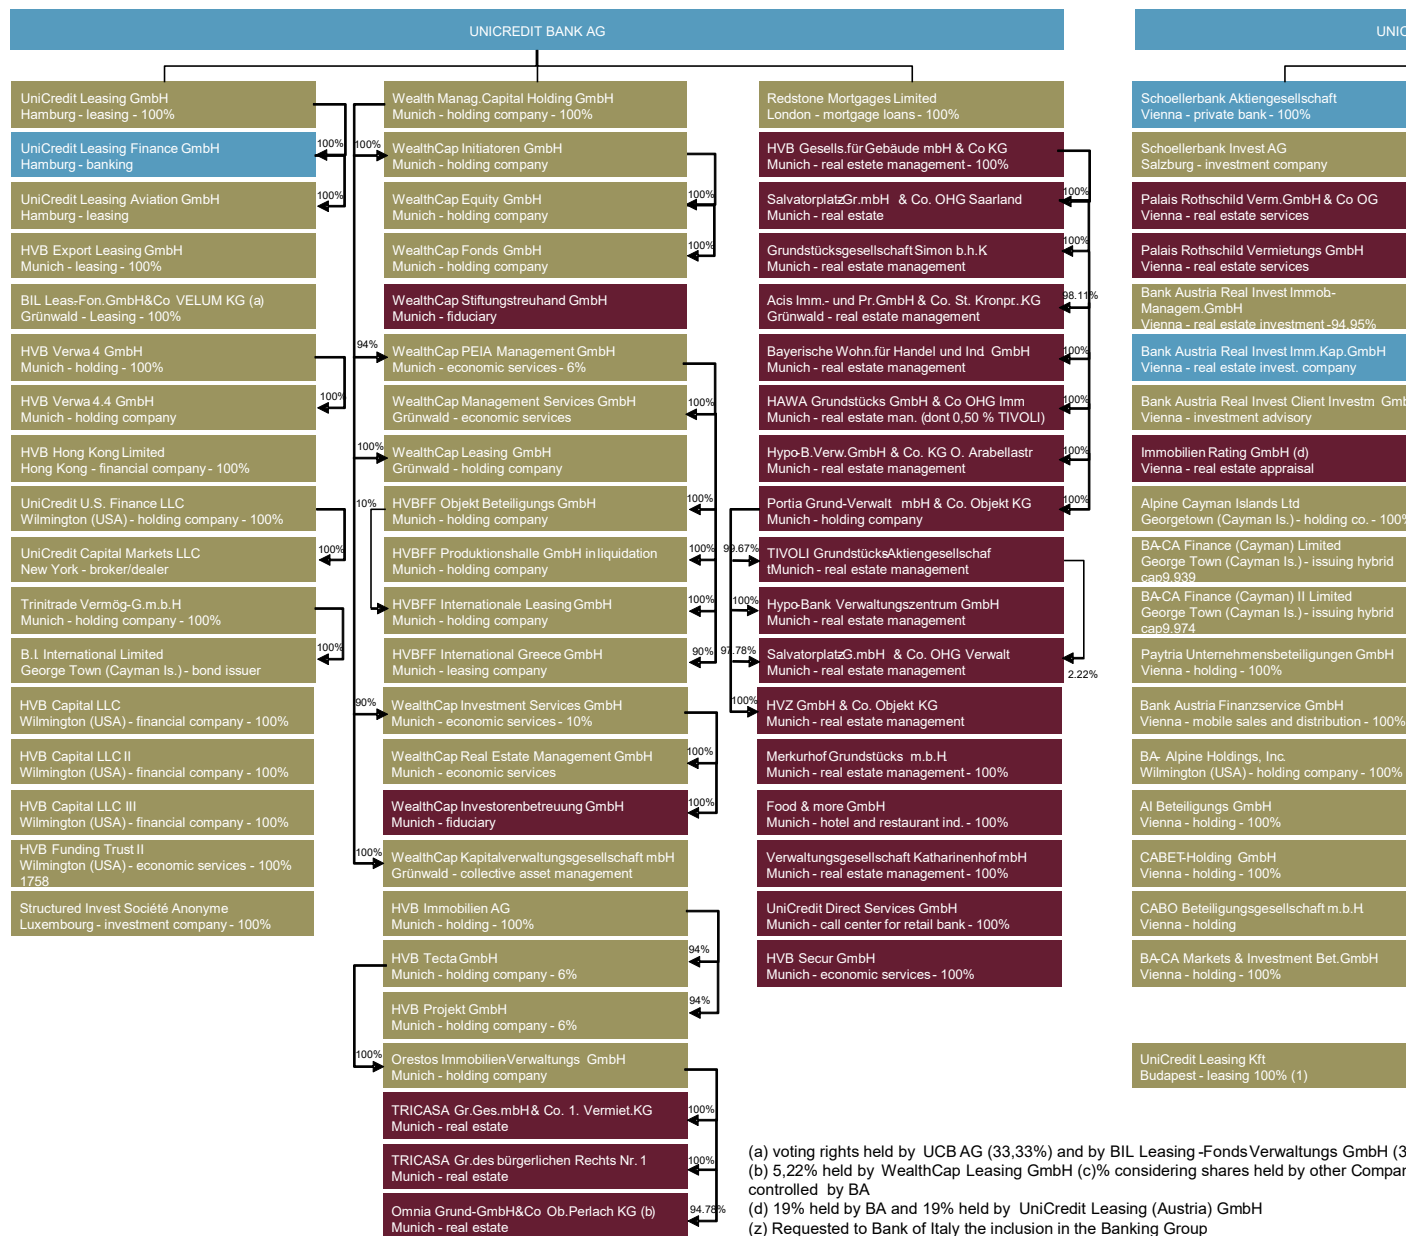 UNICREDIT BANK AG
UniCredit Leasing GmbH
Hamburg - leasing - 100%
UniCredit Leasing Finance GmbH
Hamburg - banking
100%
UniCredit Leasing Aviation GmbH
Hamburg - leasing
100%
HVB Export Leasing GmbH
Munich - leasing - 100%
BIL Leas-Fon.GmbH&Co VELUM KG (a)
Grünwald - Leasing - 100%
HVB Verwa 4 GmbH
Munich - holding - 100%
HVB Verwa 4.4 GmbH
Munich - holding company
100%
HVB Hong Kong Limited
Hong Kong - financial company - 100%
UniCredit U.S. Finance LLC
Wilmington (USA) - holding company - 100%
UniCredit Capital Markets LLC
New York - broker/dealer
100%
Trinitrade Vermög-G.m.b.H
Munich - holding company - 100%
B.I. International Limited
George Town (Cayman Is.) - bond issuer
100%
HVB Capital LLC
Wilmington (USA) - financial company - 100%
HVB Capital LLC II
Wilmington (USA) - financial company - 100%
HVB Capital LLC III
Wilmington (USA) - financial company - 100%
HVB Funding Trust II
Wilmington (USA) - economic services - 100%
1758
Structured Invest Société Anonyme
Luxembourg - investment company - 100%
Wealth Manag.Capital Holding GmbH
Munich - holding company - 100%
100%
WealthCap Initiatoren GmbH
Munich - holding company
WealthCap Equity GmbH
Munich - holding company
100%
WealthCap Fonds GmbH
Munich - holding company
100%
WealthCap Stiftungstreuhand GmbH
Munich - fiduciary
94%
WealthCap PEIA Management GmbH
Munich - economic services - 6%
WealthCap Management Services GmbH
Grünwald - economic services
100%
100%
WealthCap Leasing GmbH
Grünwald - holding company
10%
HVBFF Objekt Beteiligungs GmbH
Munich - holding company
100%
HVBFF Produktionshalle GmbH in liquidation
Munich - holding company
100%
HVBFF Internationale Leasing GmbH
Munich - holding company
100%
HVBFF International Greece GmbH
Munich - leasing company
90%
90%
WealthCap Investment Services GmbH
Munich - economic services - 10%
WealthCap Real Estate Management GmbH
Munich - economic services
100%
WealthCap Investorenbetreuung GmbH
Munich - fiduciary
100%
100%
WealthCap Kapitalverwaltungsgesellschaft mbH
Grünwald - collective asset management
HVB Immobilien AG
Munich - holding - 100%
HVB Tecta GmbH
Munich - holding company - 6%
94%
HVB Projekt GmbH
Munich - holding company - 6%
94%
100%
Orestos Immobilien-Verwaltungs GmbH
Munich - holding company
TRICASA Gr.Ges.mbH & Co. 1. Vermiet.KG
Munich - real estate
100%
TRICASA Gr.des bürgerlichen Rechts Nr. 1
Munich - real estate
100%
Omnia Grund-GmbH&Co Ob.Perlach KG (b)
Munich - real estate
94.78%
Redstone Mortgages Limited
London - mortgage loans - 100%
HVB Gesells.für Gebäude mbH & Co KG
Munich - real estate management - 100%
SalvatorplatzGr.mbH & Co. OHG Saarland
Munich - real estate
100%
Grundstücksgesellschaft Simon b.h.K
Munich - real estate management
100%
Acis Imm.- und Pr.GmbH & Co. St. Kronpr..KG
Grünwald - real estate management
98.11%
Bayerische Wohn.für Handel und Ind GmbH
Munich - real estate management
100%
HAWA Grundstücks GmbH & Co OHG Imm
Munich - real estate man. (dont 0,50 % TIVOLI)
100%
Hypo-B.Verw.GmbH & Co. KG O. Arabellastr
Munich - real estate management
100%
Portia Grund-Verwalt mbH & Co. Objekt KG
Munich - holding company
100%
99.67%
TIVOLI Grundstücks-Aktiengesellschaf
tMunich - real estate management
100%
Hypo-Bank Verwaltungszentrum GmbH
Munich - real estate management
97.78%
SalvatorplatzG.mbH & Co. OHG Verwalt
Munich - real estate management
2.22%
100%
HVZ GmbH & Co. Objekt KG
Munich - real estate management
Merkurhof Grundstücks m.b.H.
Munich - real estate management - 100%
Food & more GmbH
Munich - hotel and restaurant ind. - 100%
Verwaltungsgesellschaft Katharinenhof mbH
Munich - real estate management - 100%
UniCredit Direct Services GmbH
Munich - call center for retail bank - 100%
HVB Secur GmbH
Munich - economic services - 100%
UNIC
Schoellerbank Aktiengesellschaft
Vienna - private bank - 100%
Schoellerbank Invest AG
Salzburg - investment company
Palais Rothschild Verm.GmbH & Co OG
Vienna - real estate services
Palais Rothschild Vermietungs GmbH
Vienna - real estate services
Bank Austria Real Invest Immob-
Managem.GmbH
Vienna - real estate investment -94.95%
Bank Austria Real Invest Imm.Kap.GmbH
Vienna - real estate invest. company
Bank Austria Real Invest Client Investm Gmb
Vienna - investment advisory
Immobilien Rating GmbH (d)
Vienna - real estate appraisal
Alpine Cayman Islands Ltd
Georgetown (Cayman Is.) - holding co. - 100%
BA-CA Finance (Cayman) Limited
George Town (Cayman Is.) - issuing hybrid
cap9.939
BA-CA Finance (Cayman) II Limited
George Town (Cayman Is.) - issuing hybrid
cap9.974
Paytria Unternehmensbeteiligungen GmbH
Vienna - holding - 100%
Bank Austria Finanzservice GmbH
Vienna - mobile sales and distribution - 100%
BA- Alpine Holdings, Inc.
Wilmington (USA) - holding company - 100%
AI Beteiligungs GmbH
Vienna - holding - 100%
CABET-Holding GmbH
Vienna - holding - 100%
CABO Beteiligungsgesellschaft m.b.H.
Vienna - holding
BA-CA Markets & Investment Bet.GmbH
Vienna - holding - 100%
UniCredit Leasing Kft
Budapest - leasing 100% (1)
(a) voting rights held by UCB AG (33,33%) and by BIL Leasing -Fonds Verwaltungs GmbH (3
(b) 5,22% held by WealthCap Leasing GmbH (c)% considering shares held by other Compar
controlled by BA
(d) 19% held by BA and 19% held by UniCredit Leasing (Austria) GmbH
(z) Requested to Bank of Italy the inclusion in the Banking Group